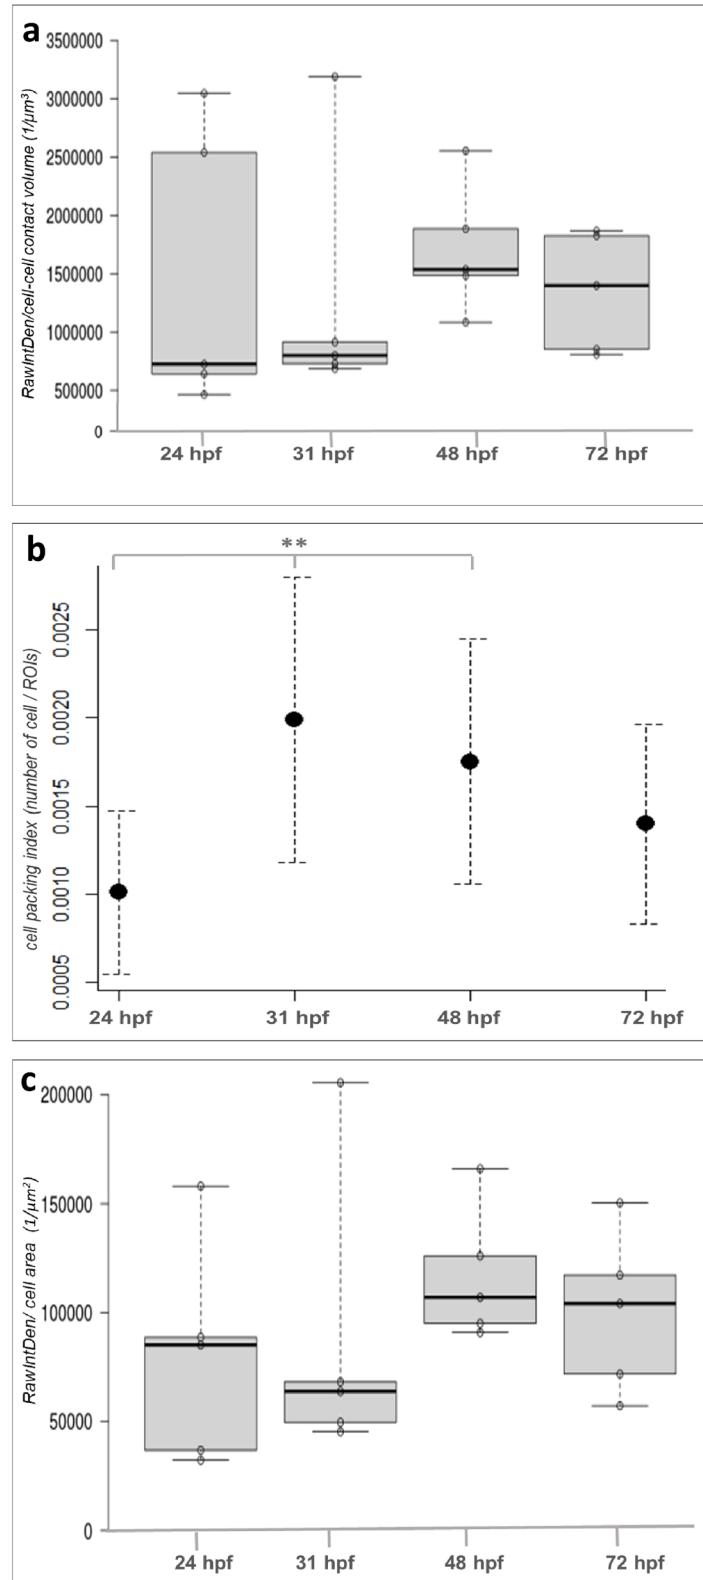 a
RawIntDen/cell-cell contact volume (1/μm³)
3500000
3000000
2500000
2000000
1500000
1000000
500000
0
24 hpf 31 hpf 48 hpf 72 hpf
b
**
cell packing index (number of cell / ROIs)
0.0025
0.0020
0.0015
0.0010
0.0005
24 hpf 31 hpf 48 hpf 72 hpf
c
RawIntDen/ cell area (1/μm²)
200000
150000
100000
50000
0
24 hpf 31 hpf 48 hpf 72 hpf